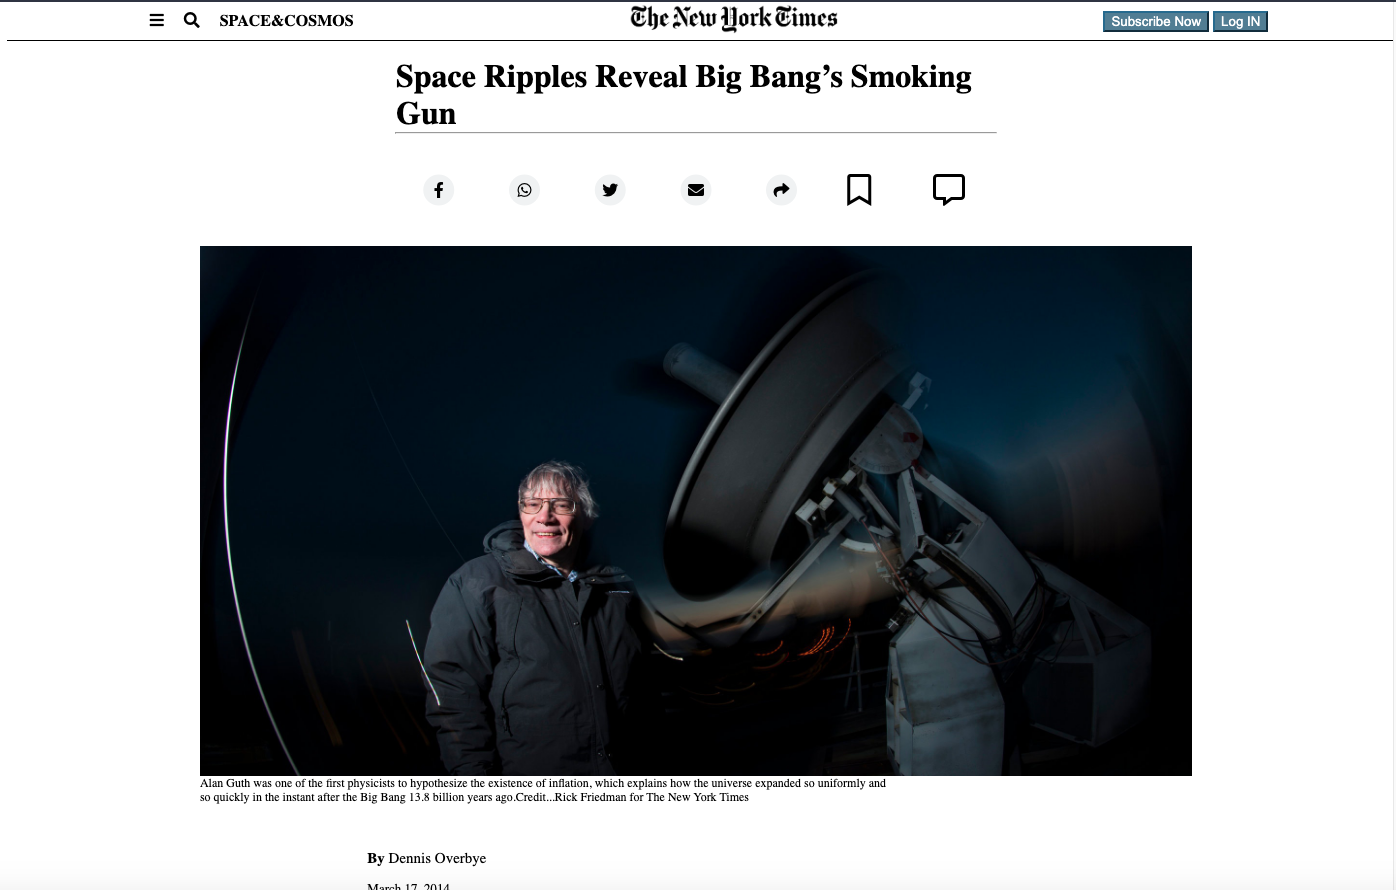 SPACE&COSMOS
The New York Times
Subscribe Now
Log IN
Space Ripples Reveal Big Bang’s Smoking
Gun
Alan Guth was one of the first physicists to hypothesize the existence of inflation, which explains how the universe expanded so uniformly and
so quickly in the instant after the Big Bang 13.8 billion years ago.Credit...Rick Friedman for The New York Times
By Dennis Overbye
March 17, 2014